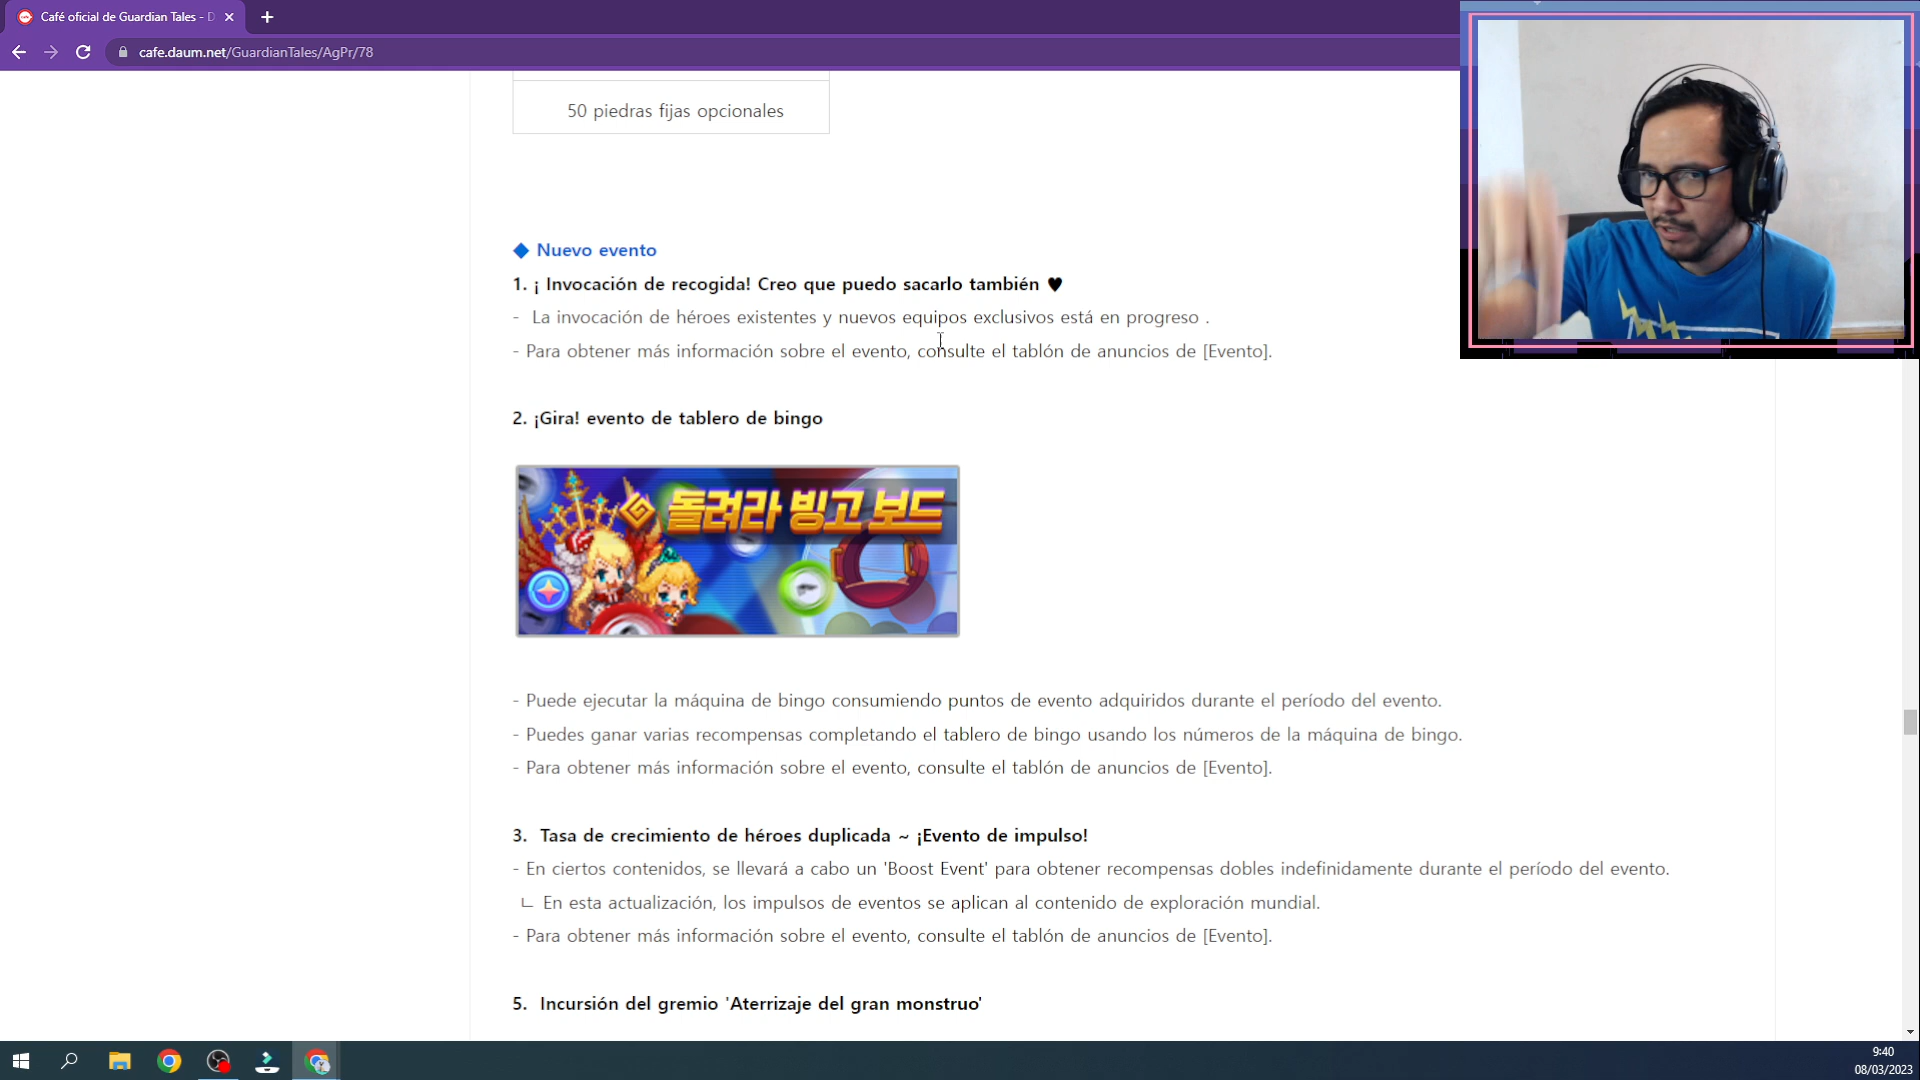 Café oficial de Guardian Tales - D
cafe.daum.net/GuardianTales/AgPr/78
50 piedras fijas opcionales
Nuevo evento
1. ¡ Invocación de recogida! Creo que puedo sacarlo también ♥
- La invocación de héroes existentes y nuevos equipos exclusivos está en progreso .
- Para obtener más información sobre el evento, consulte el tablón de anuncios de [Evento].
2. ¡Gira! evento de tablero de bingo
돌려라 빙고 보드
- Puede ejecutar la máquina de bingo consumiendo puntos de evento adquiridos durante el período del evento.
- Puedes ganar varias recompensas completando el tablero de bingo usando los números de la máquina de bingo.
- Para obtener más información sobre el evento, consulte el tablón de anuncios de [Evento].
3. Tasa de crecimiento de héroes duplicada ~ ¡Evento de impulso!
- En ciertos contenidos, se llevará a cabo un 'Boost Event' para obtener recompensas dobles indefinidamente durante el período del evento.
ㄴ En esta actualización, los impulsos de eventos se aplican al contenido de exploración mundial.
- Para obtener más información sobre el evento, consulte el tablón de anuncios de [Evento].
5. Incursión del gremio 'Aterrizaje del gran monstruo'
9:40
08/03/2023